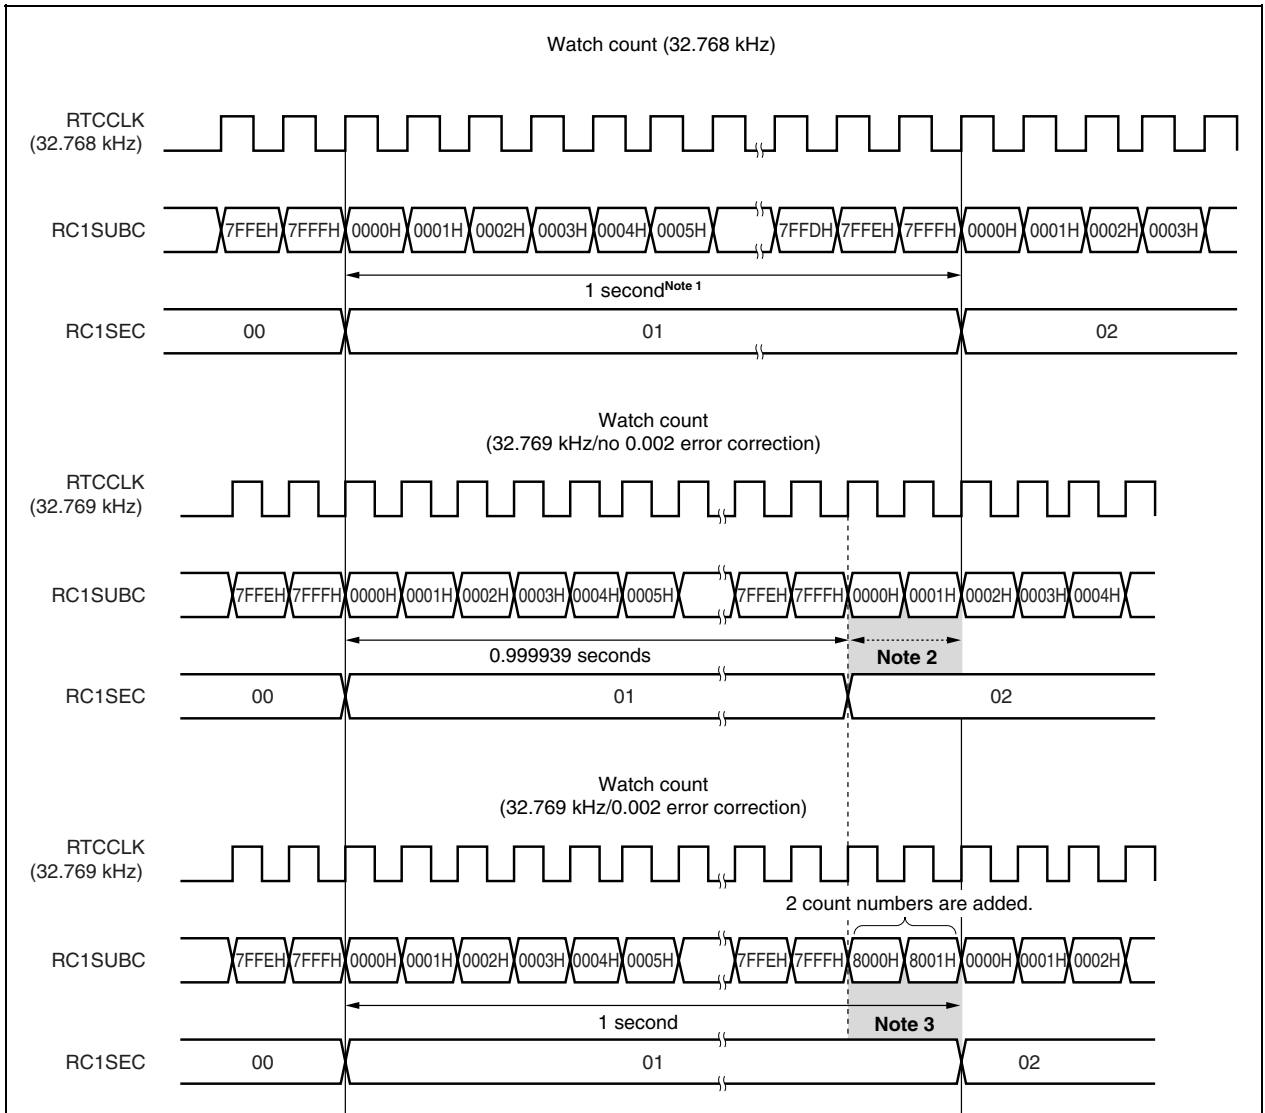 Watch count (32.768 kHz)
RTCCLK
(32.768 kHz)
RC1SUBC 7FFEH 7FFFH 0000H 0001H 0002H 0003H 0004H 0005H 7FFDH 7FFEH 7FFFH 0000H 0001H 0002H 0003H
1 second Note 1
RC1SEC 00 01 02
Watch count
(32.769 kHz/no 0.002 error correction)
RTCCLK
(32.769 kHz)
RC1SUBC 7FFEH 7FFFH 0000H 0001H 0002H 0003H 0004H 0005H 7FFEH 7FFFH 0000H 0001H 0002H 0003H 0004H
0.999939 seconds Note 2
RC1SEC 00 01 02
Watch count
(32.769 kHz/0.002 error correction)
RTCCLK
(32.769 kHz)
2 count numbers are added.
RC1SUBC 7FFEH 7FFFH 0000H 0001H 0002H 0003H 0004H 0005H 7FFEH 7FFFH 8000H 8001H 0000H 0001H 0002H
1 second Note 3
RC1SEC 00 01 02